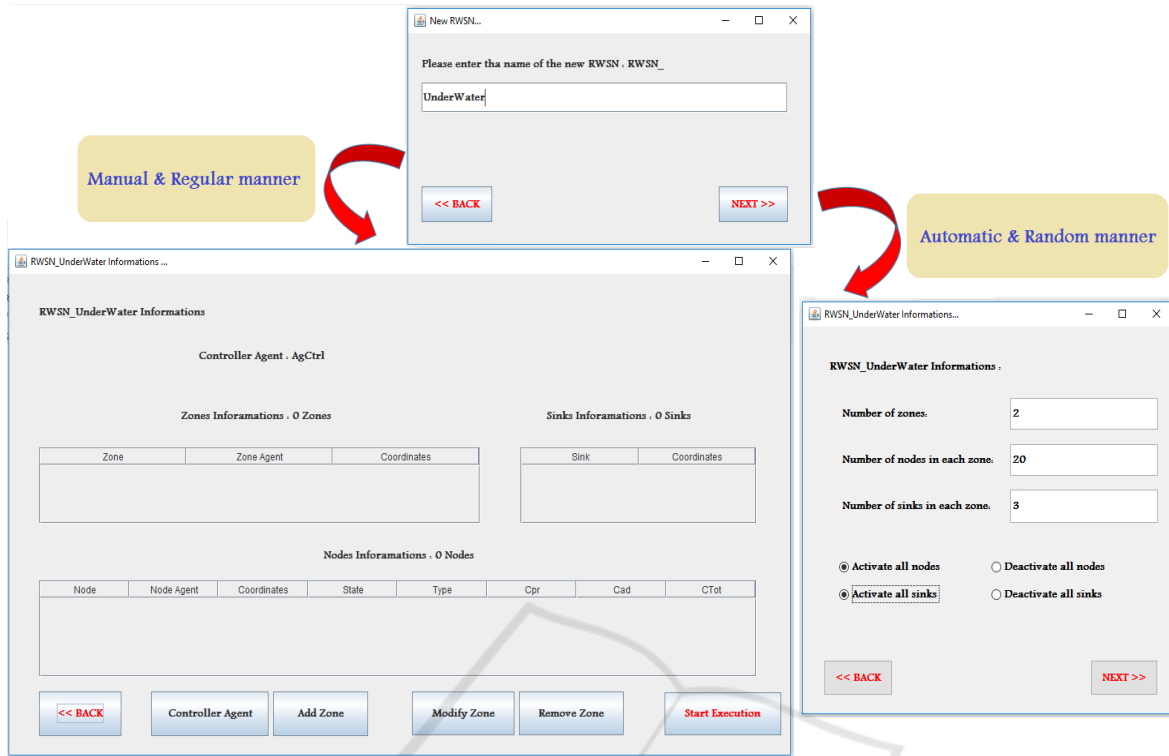 New RWSN...
Please enter tha name of the new RWSN : RWSN_
UnderWater
<< BACK
NEXT >>
Manual & Regular manner
Automatic & Random manner
RWSN_UnderWater Informations ...
RWSN_UnderWater Informations
Controller Agent : AgCtrl
Zones Inforamations : 0 Zones
Sinks Inforamations : 0 Sinks
Zone Zone Agent Coordinates
Sink Coordinates
Nodes Inforamations : 0 Nodes
Node Node Agent Coordinates State Type Cpr Cad CTot
<< BACK
Controller Agent
Add Zone
Modify Zone
Remove Zone
Start Execution
RWSN_UnderWater Informations...
RWSN_UnderWater Informations :
Number of zones:
2
Number of nodes in each zone:
20
Number of sinks in each zone:
3
Activate all nodes
Deactivate all nodes
Activate all sinks
Deactivate all sinks
<< BACK
NEXT >>